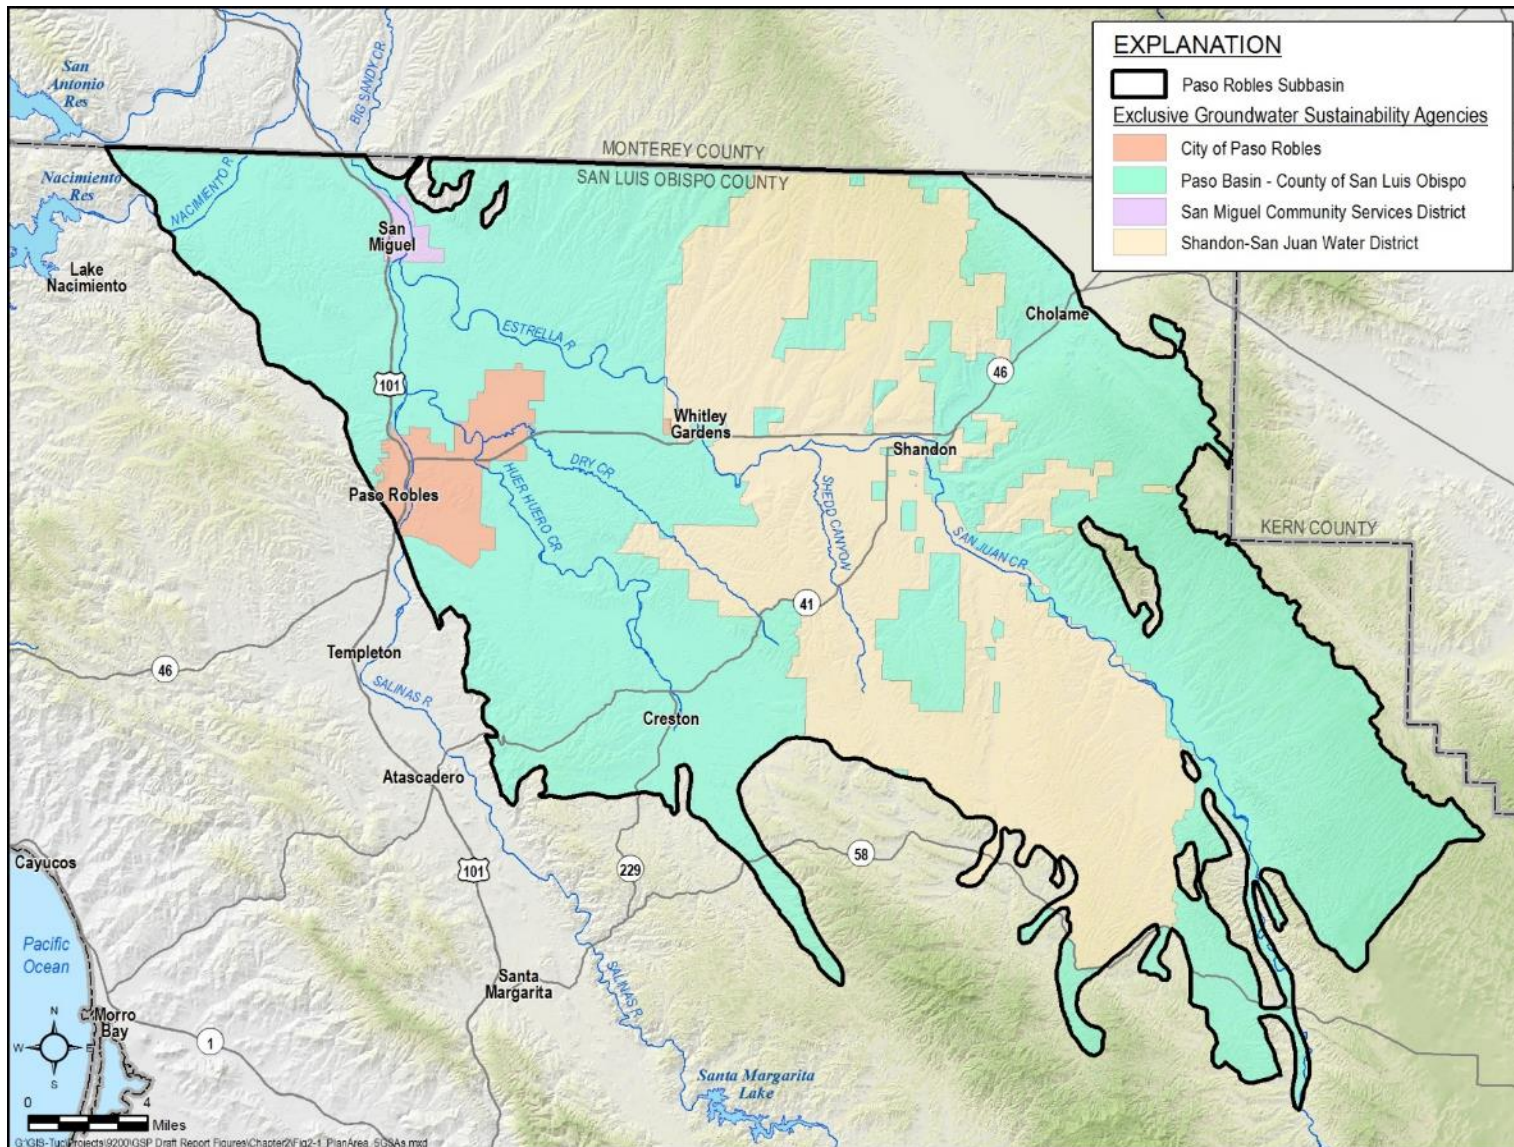 EXPLANATION
Paso Robles Subbasin
Exclusive Groundwater Sustainability Agencies
City of Paso Robles
Paso Basin - County of San Luis Obispo
San Miguel Community Services District
Shandon-San Juan Water District
San
Antonio
Res
BIG SANDY CR.
MONTEREY COUNTY
SAN LUIS OBISPO COUNTY
Nacimiento
Res
NACIMIENTO R.
San
Miguel
Lake
Nacimiento
Cholame
ESTRELLA R
101
46
Whitley
Gardens
Shandon
DRY CR
HUER HUERO CR.
Paso Robles
SHEDD CANYON
SAN JUAN CR.
KERN COUNTY
41
Templeton
46
SALINAS R.
Creston
Atascadero
Cayucos
101
229
58
Pacific
Ocean
Santa
Margarita
SALINAS R.
N
W
E
S
Morro
Bay
1
Santa Margarita
Lake
0
4
Miles